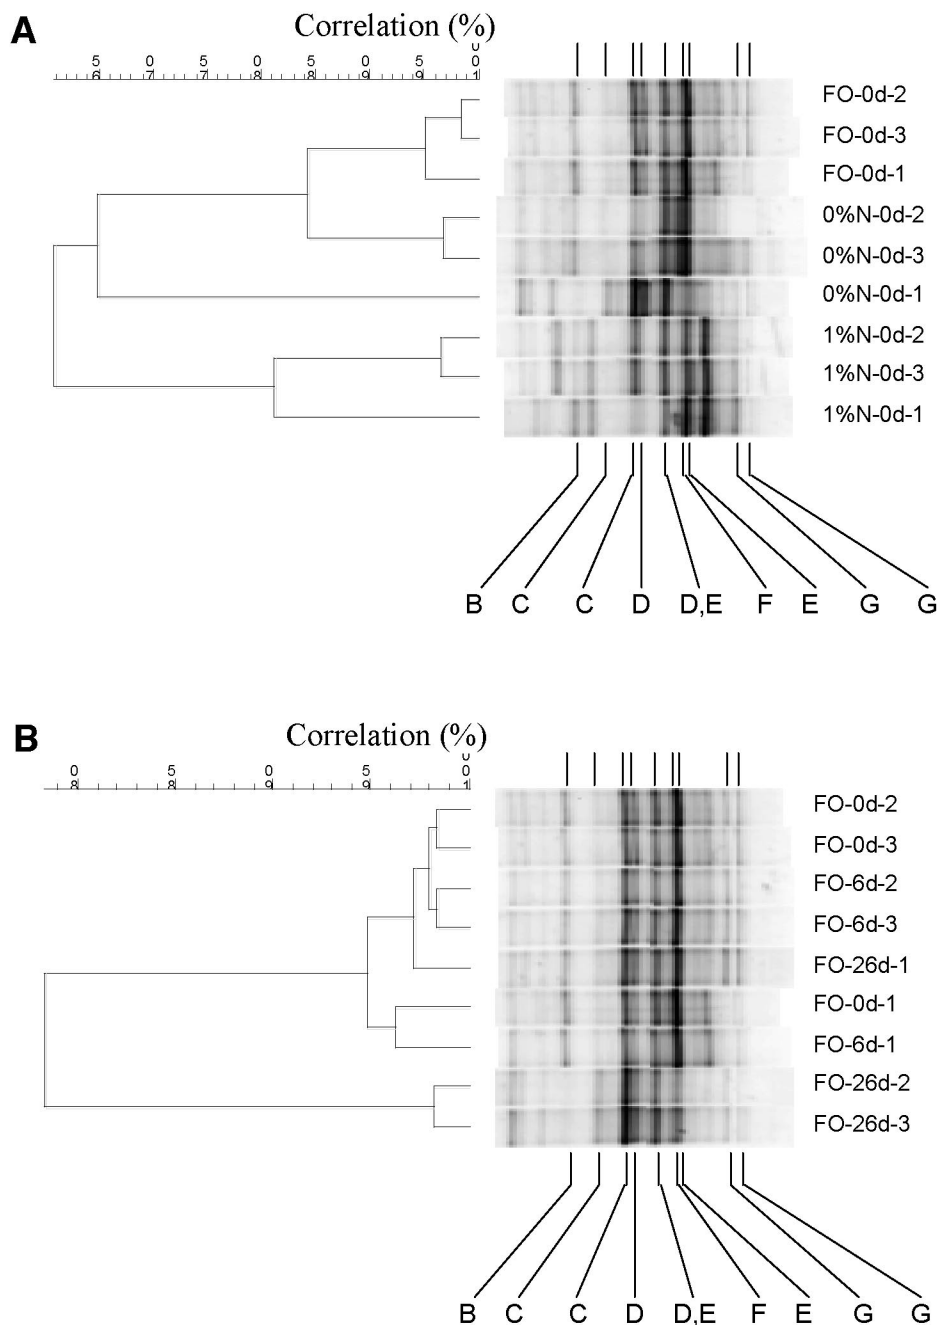 A
Correlation (%)
FO-0d-2
FO-0d-3
FO-0d-1
0%N-0d-2
0%N-0d-3
0%N-0d-1
1%N-0d-2
1%N-0d-3
1%N-0d-1
B C C D D,E F E G G
B
Correlation (%)
FO-0d-2
FO-0d-3
FO-6d-2
FO-6d-3
FO-26d-1
FO-0d-1
FO-6d-1
FO-26d-2
FO-26d-3
B C C D D,E F E G G